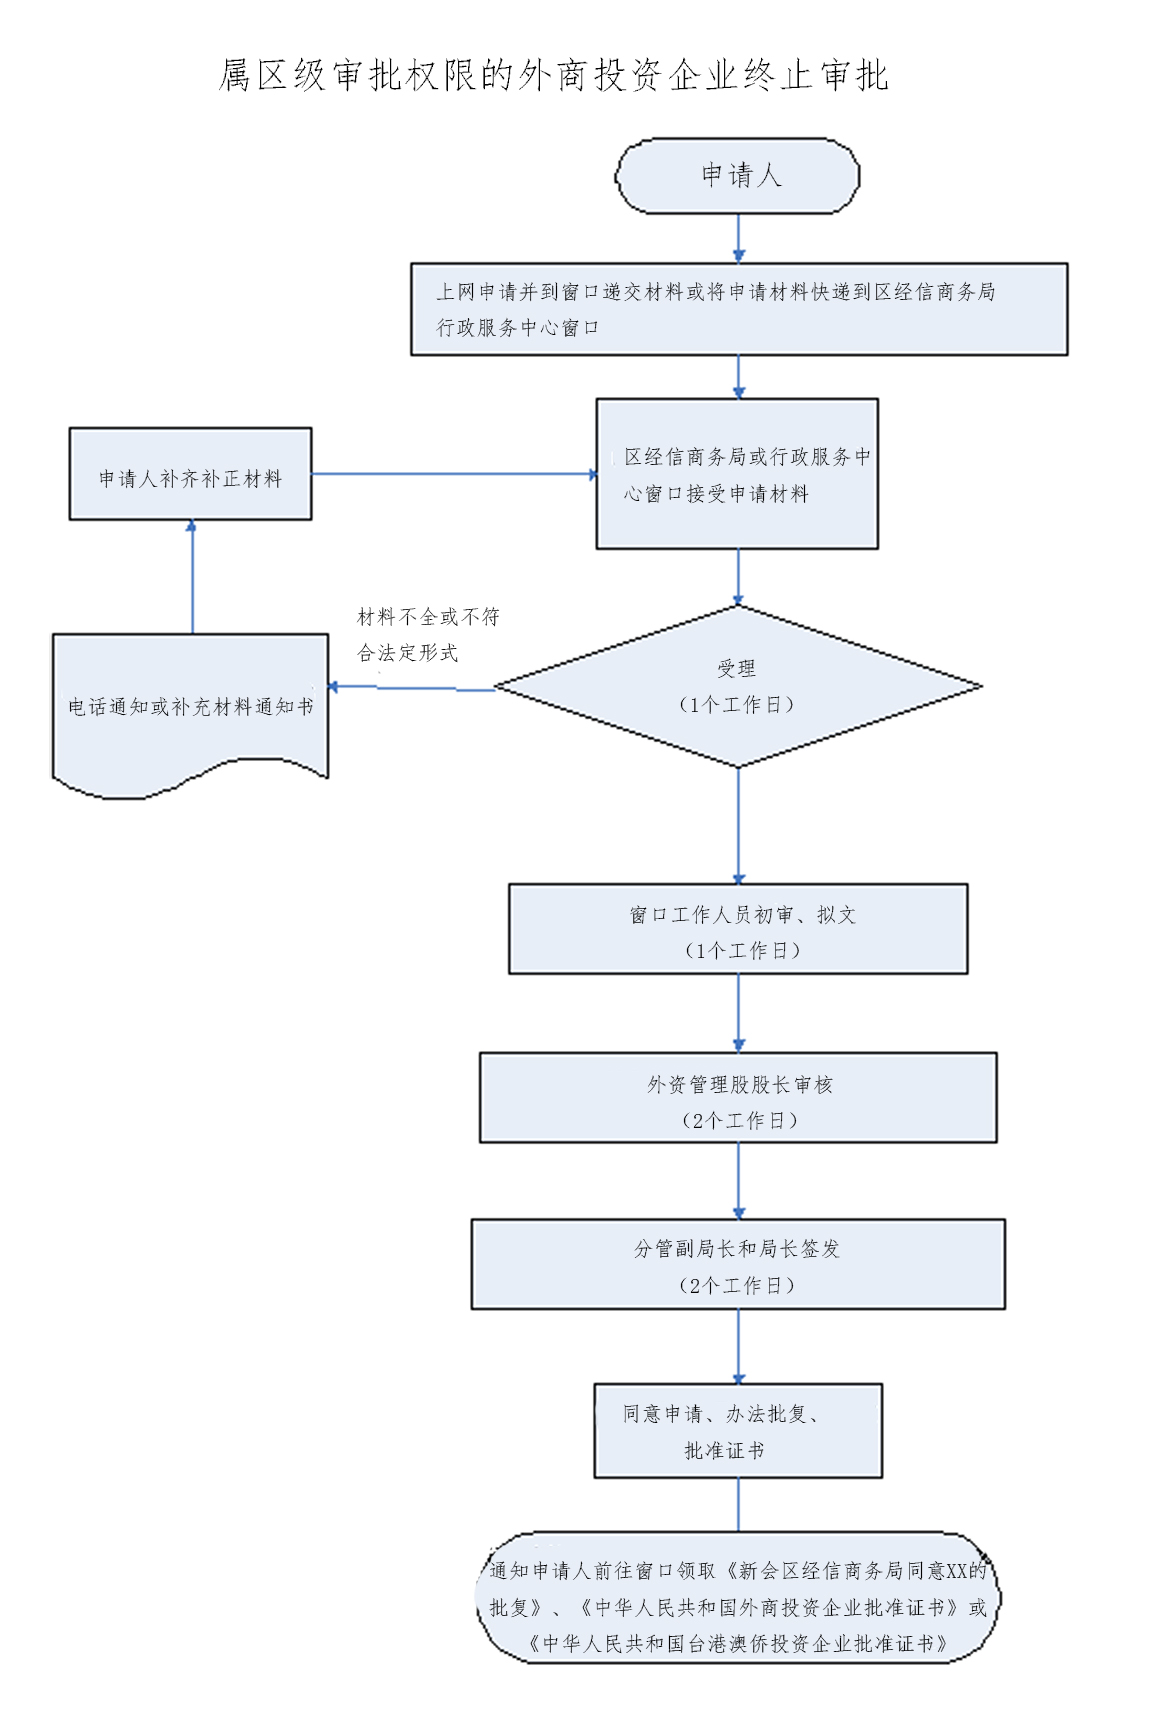 属区级审批权限的外商投资企业终止审批
申请人
上网申请并到窗口递交材料或将申请材料快递到区经信商务局
行政服务中心窗口
区经信商务局或行政服务中
心窗口接受申请材料
申请人补齐补正材料
材料不全或不符
合法定形式
受理
（1个工作日）
电话通知或补充材料通知书
窗口工作人员初审、拟文
（1个工作日）
外资管理股股长审核
（2个工作日）
分管副局长和局长签发
（2个工作日）
同意申请、办法批复、
批准证书
通知申请人前往窗口领取《新会区经信商务局同意XX的
批复》、《中华人民共和国外商投资企业批准证书》或
《中华人民共和国台港澳侨投资企业批准证书》